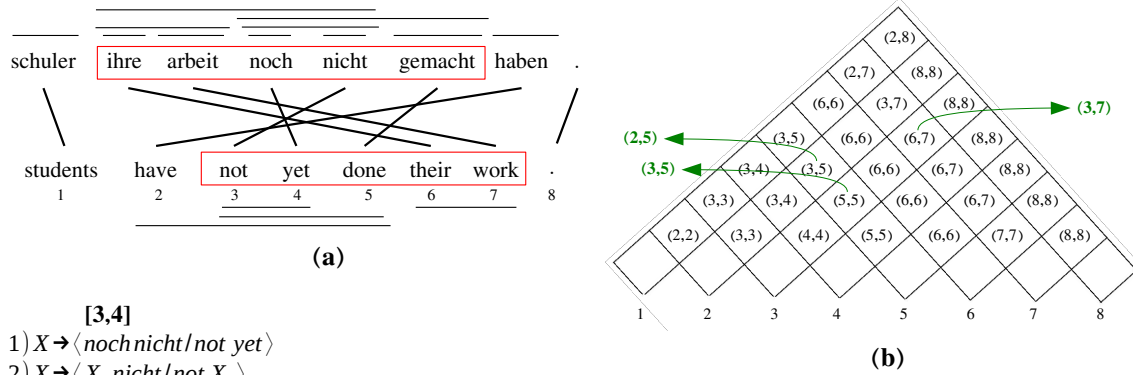 schuler ihre arbeit noch nicht gemacht haben .
students have not yet done their work .
1 2 3 4 5 6 7 8
(a)
[3,4]
1) X → ⟨noch nicht / not yet⟩
2) X → ⟨X nicht / not X⟩
(2,8)
(2,7) (8,8)
(6,6) (3,7) (8,8)
(3,7)
(3,5) (6,6) (6,7) (8,8)
(2,5)
(3,4) (3,5) (6,6) (6,7) (8,8)
(3,5)
(3,3) (3,4) (5,5) (6,6) (6,7) (8,8)
(2,2) (3,3) (4,4) (5,5) (6,6) (7,7) (8,8)
1 2 3 4 5 6 7 8
(b)